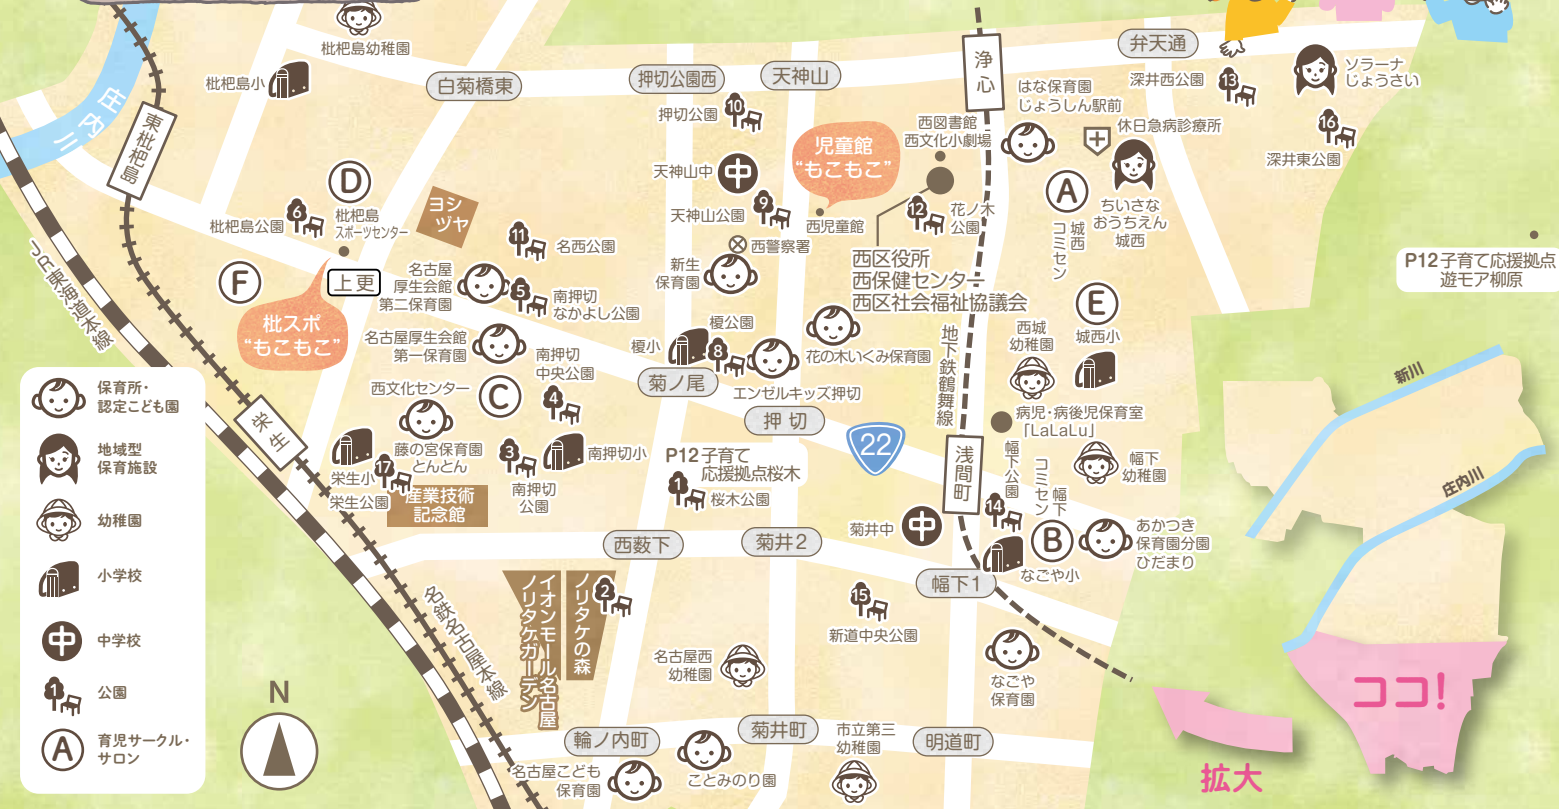 枇杷島幼稚園
枇杷島小
白菊橋東
押切公園西
天神山
浄心
弁天通
ソラーナ
じょうさい
深井西公園
13
はな保育園
じょうしん駅前
休日急病診療所
16
深井東公園
庄内川
東枇杷島
押切公園
10
西図書館
西文化小劇場
児童館
“もこもこ”
天神山中
中
天神山公園
9
西児童館
西警察署
12
花ノ木
公園
A
城西
コミセン
ちいさな
おうちえん
城西
D
枇杷島
スポーツセンター
枇杷島公園
6
ヨシ
ヅヤ
11
名西公園
F
上更
枇スポ
“もこもこ”
名古屋
厚生会館
第二保育園
5
南押切
なかよし公園
新生
保育園
西区役所
西保健センター
西区社会福祉協議会
P12 子育て応援拠点
遊モア柳原
JR東海道本線
名古屋厚生会館
第一保育園
南押切
中央公園
4
榎公園
榎小
8
花の木いくみ保育園
エンゼルキッズ押切
地下鉄鶴舞線
E
城西小
西城
幼稚園
菊ノ尾
押切
22
浅間町
病児・病後児保育室
「LaLaLu」
幅下
幼稚園
西文化センター
C
栄生
藤の宮保育園
とんとん
3
南押切
公園
南押切小
栄生小
17
栄生公園
産業技術
記念館
P12 子育て
応援拠点桜木
1
桜木公園
菊井中
中
幅下公園
14
幅下
コミセン
B
なごや小
あかつき
保育園分園
ひだまり
西薮下
菊井2
幅下1
名鉄名古屋本線
イオンモール名古屋
ノリタケガーデン
ノリタケの森
2
15
新道中央公園
名古屋西
幼稚園
なごや
保育園
輪ノ内町
菊井町
明道町
市立第三
幼稚園
名古屋こども
保育園
ことみのり園
保育所・
認定こども園
地域型
保育施設
幼稚園
小学校
中
中学校
1
公園
A
育児サークル・
サロン
N
新川
庄内川
ココ!
拡大